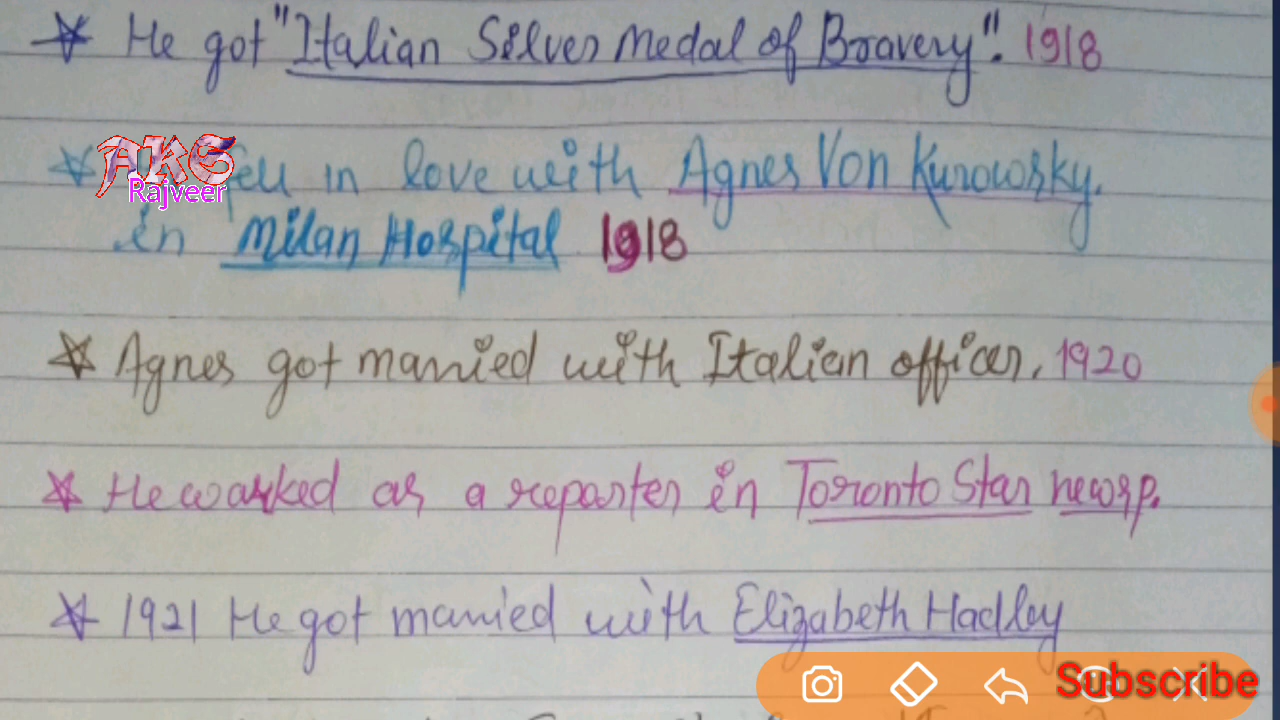 He got "Italian Silver Medal of Bravery". 1918
AKS
Rajveer
fell in love with Agnes Von Kurowsky.
in Milan Hospital 1918
Agnes got married with Italian officer. 1920
He worked as a reporter in Toronto Star newsp.
1921 He got married with Elizabeth Hadley
Subscribe